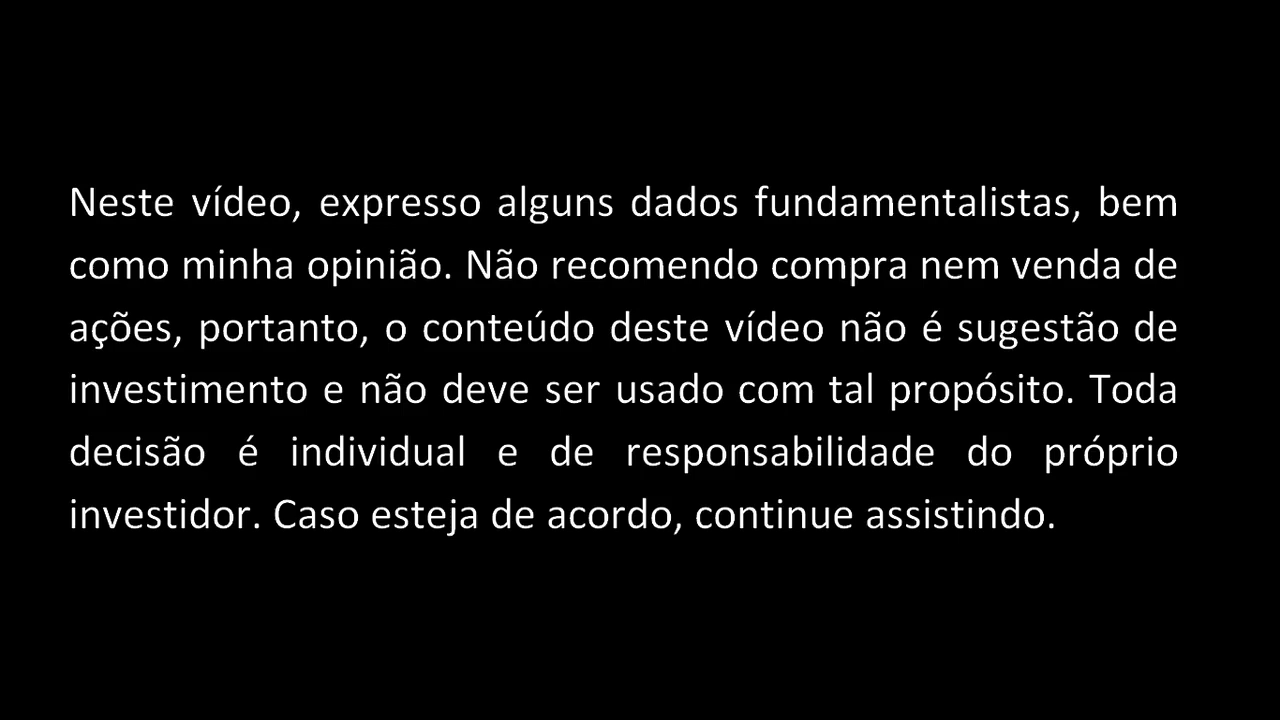 Neste vídeo, expresso alguns dados fundamentalistas, bem
como minha opinião. Não recomendo compra nem venda de
ações, portanto, o conteúdo deste vídeo não é sugestão de
investimento e não deve ser usado com tal propósito. Toda
decisão é individual e de responsabilidade do próprio
investidor. Caso esteja de acordo, continue assistindo.